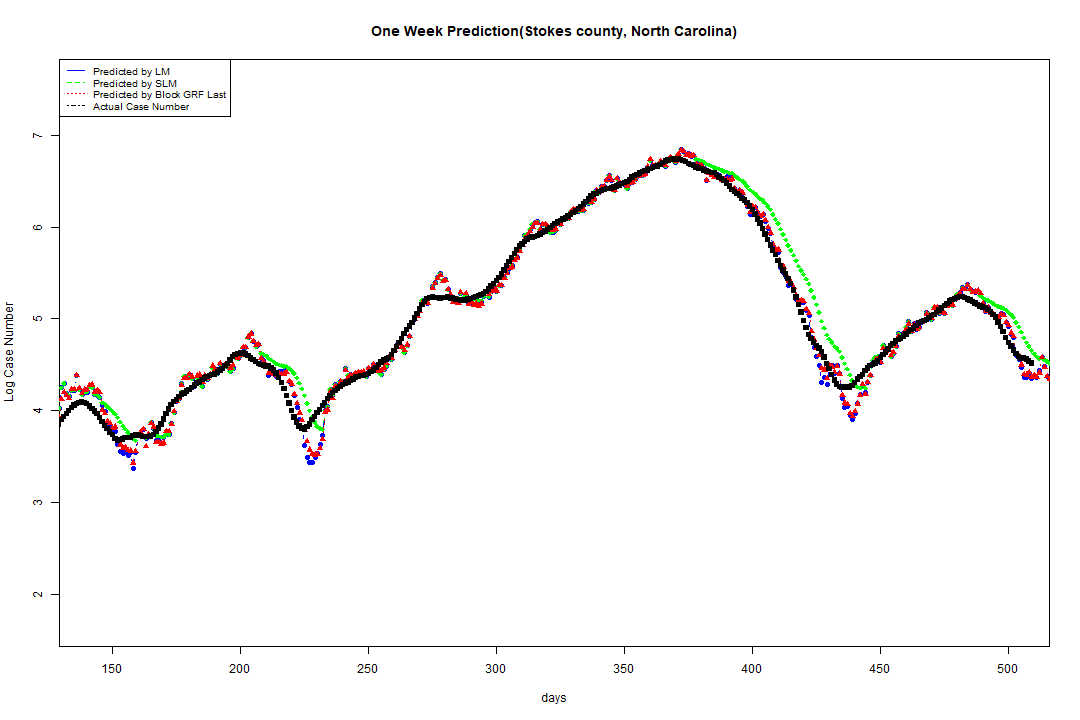 One Week Prediction(Stokes county, North Carolina)
Predicted by LM
Predicted by SLM
Predicted by Block GRF Last
Actual Case Number
7
6
5
4
3
2
Log Case Number
150 200 250 300 350 400 450 500
days